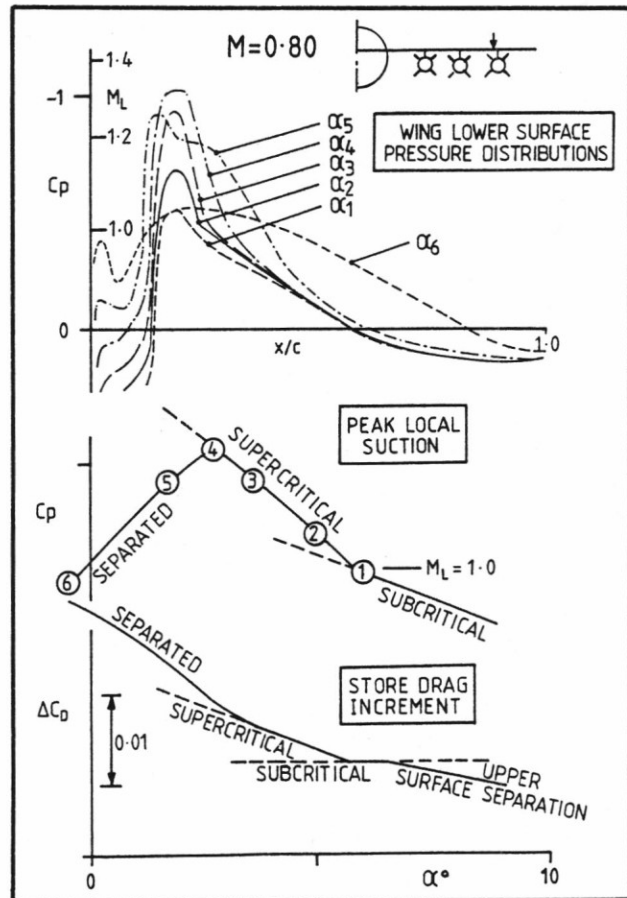 M=0·80
1·4
-1
M_L
1·2
Cp
1·0
0
x/c
1·0
α5
α4
α3
α2
α1
α6
WING LOWER SURFACE
PRESSURE DISTRIBUTIONS
PEAK LOCAL
SUCTION
Cp
SUPERCRITICAL
4
3
5
2
1
6
SEPARATED
M_L = 1·0
SUBCRITICAL
SEPARATED
STORE DRAG
INCREMENT
ΔC_D
0·01
SUPERCRITICAL
SUBCRITICAL
UPPER
SURFACE SEPARATION
0
α°
10